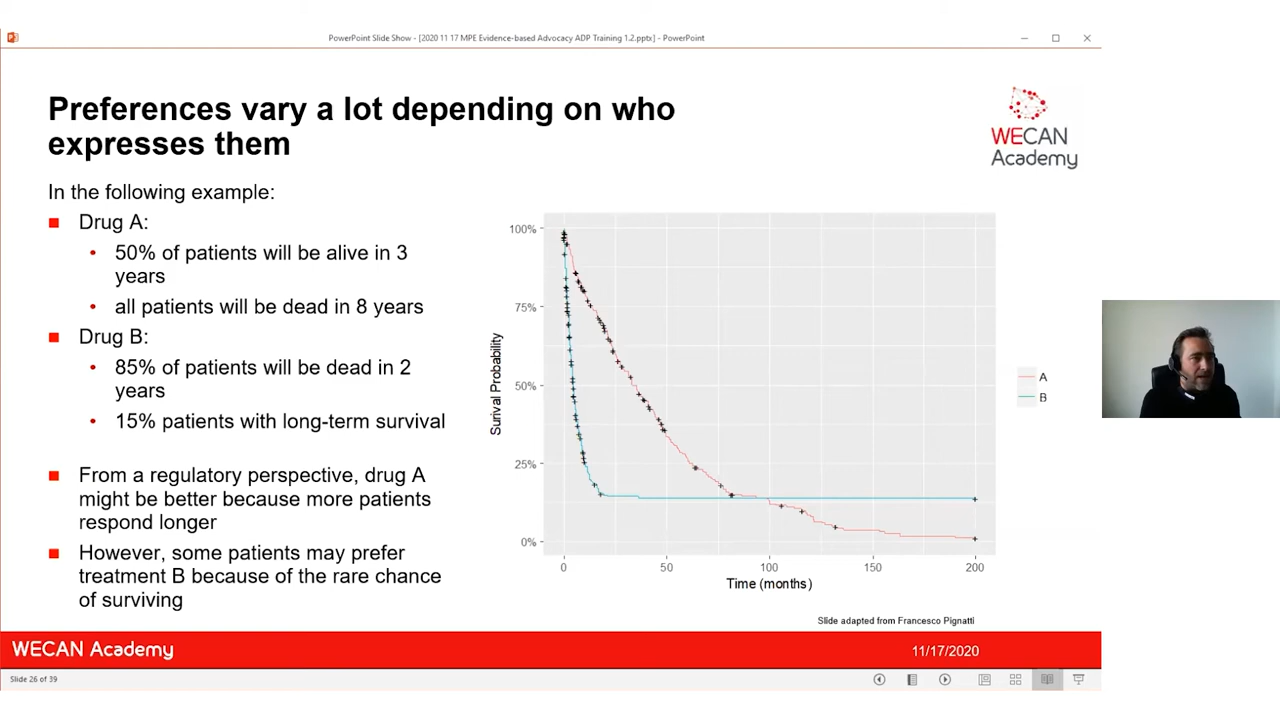 PowerPoint Slide Show - [2020 11 17 MPE Evidence-based Advocacy ADP Training 1.2.pptx] - PowerPoint
Preferences vary a lot depending on who
expresses them
WECAN
Academy
In the following example:
Drug A:
50% of patients will be alive in 3
years
all patients will be dead in 8 years
Drug B:
85% of patients will be dead in 2
years
15% patients with long-term survival
From a regulatory perspective, drug A
might be better because more patients
respond longer
However, some patients may prefer
treatment B because of the rare chance
of surviving
Surival Probability
100%
75%
50%
25%
0%
0 50 100 150 200
Time (months)
A
B
Slide adapted from Francesco Pignatti
WECAN Academy
11/17/2020
Slide 26 of 39